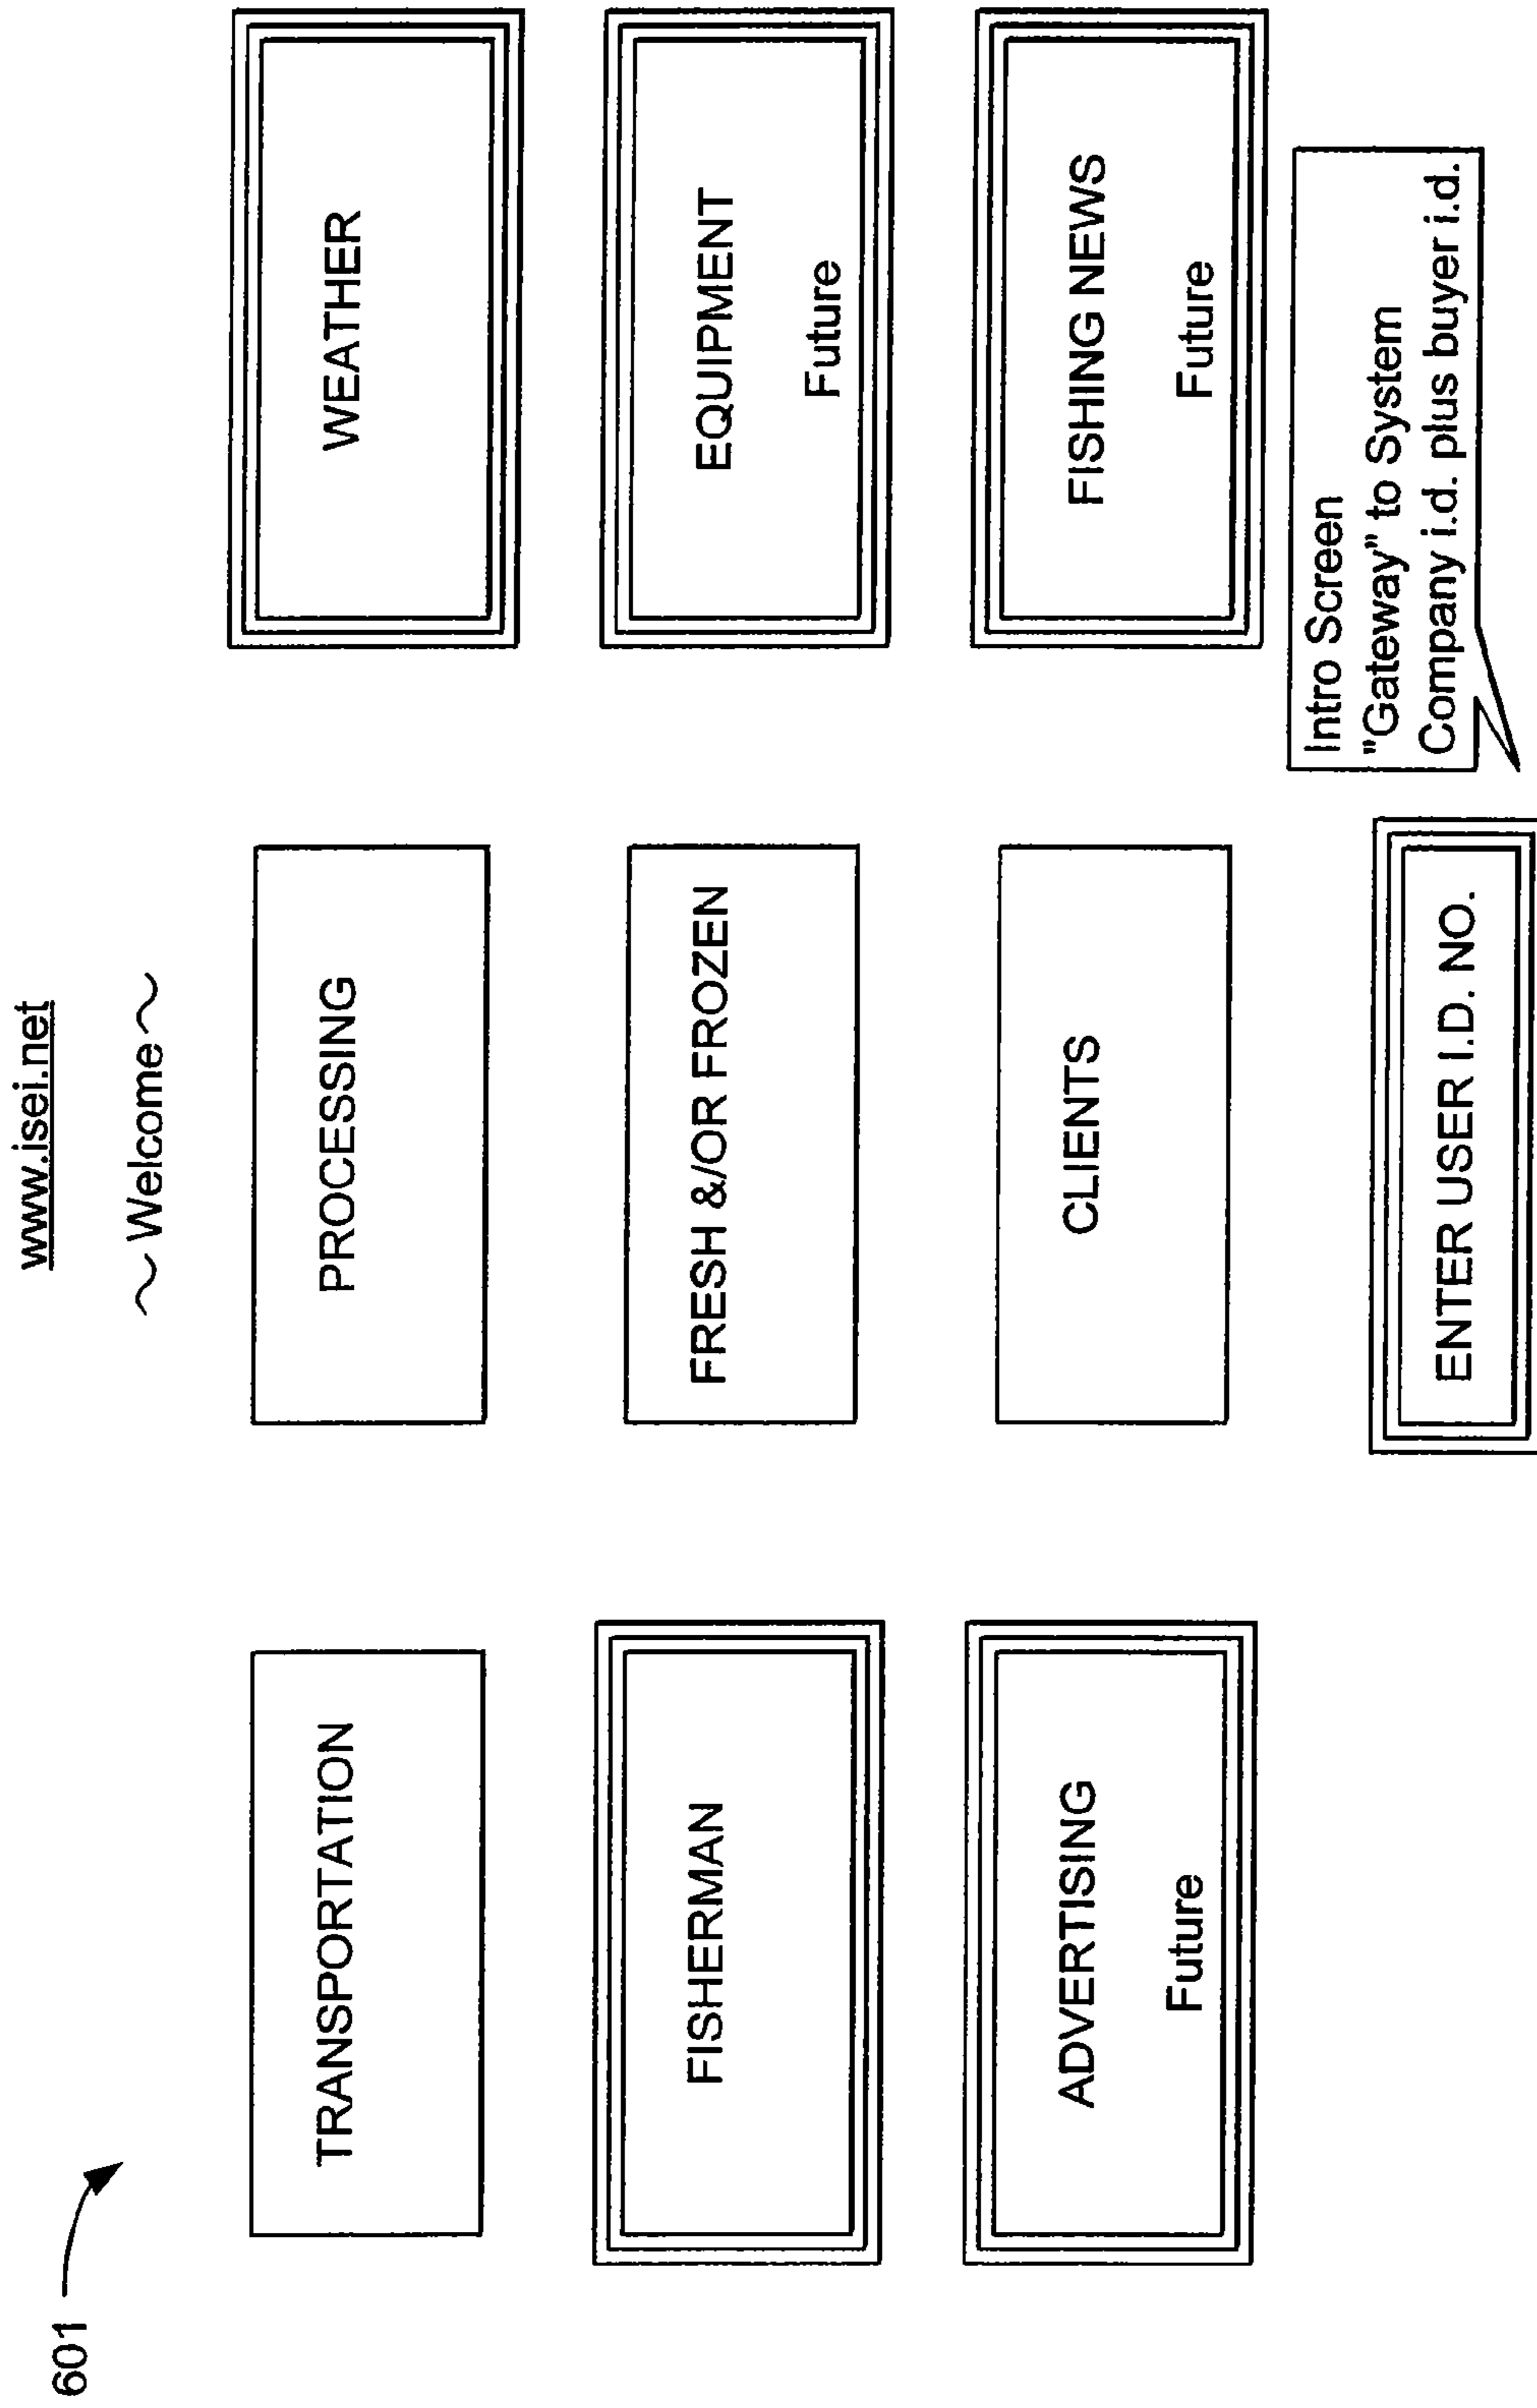 601
www.isei.net
~ Welcome ~
TRANSPORTATION
PROCESSING
WEATHER
FISHERMAN
FRESH &/OR FROZEN
EQUIPMENT
Future
ADVERTISING
Future
CLIENTS
FISHING NEWS
Future
Intro Screen
"Gateway" to System
Company i.d. plus buyer i.d.
ENTER USER I.D. NO.